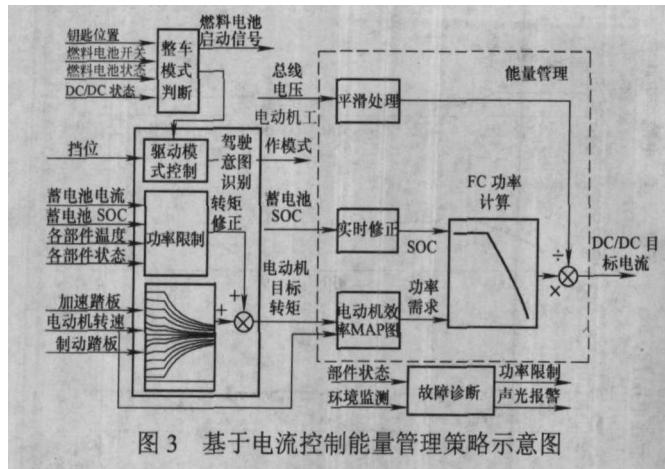 钥匙位置
燃料电池开关
燃料电池状态
DC/DC 状态
整车
模式
判断
燃料电池
启动信号
挡位
驱动模
式控制
驾驶
意图
识别
总线
电压
电动机工
作模式
能量管理
平滑处理
蓄电池电流
蓄电池 SOC
各部件温度
各部件状态
功率限制
转矩
修正
蓄电池
SOC
实时修正
SOC
FC 功率
计算
÷
×
DC/DC 目
标电流
加速踏板
电动机转速
制动踏板
+
+
电动机
目标
转矩
电动机效
率MAP图
功率
需求
部件状态
环境监测
故障诊断
功率限制
声光报警
图 3 基于电流控制能量管理策略示意图